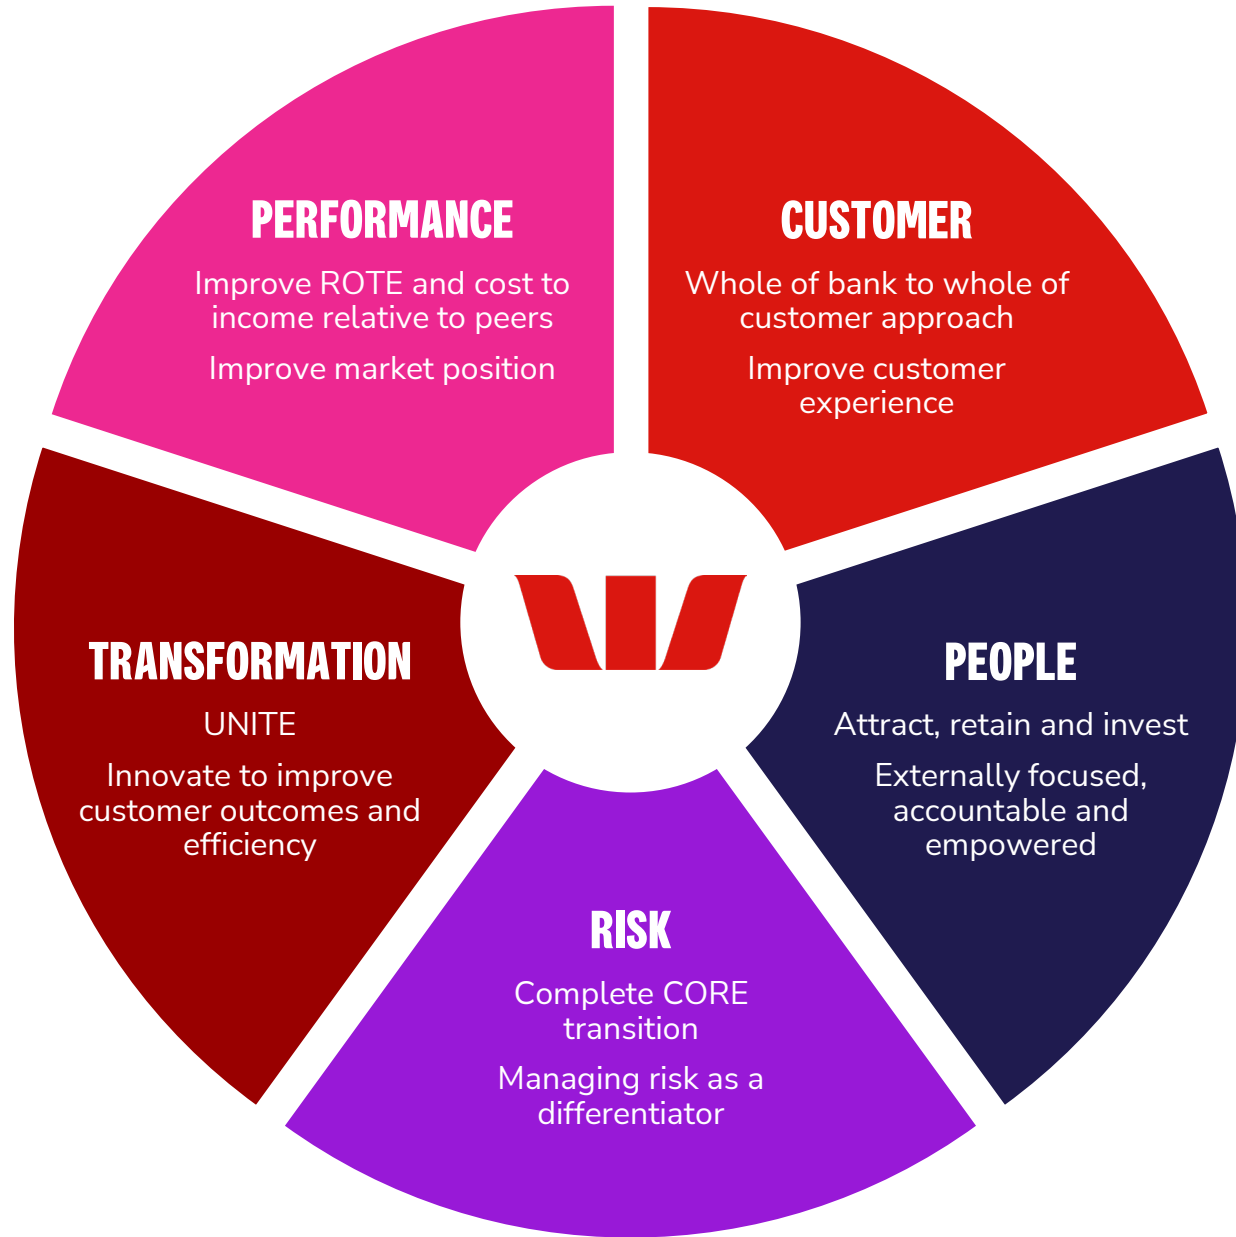 PERFORMANCE
Improve ROTE and cost to
income relative to peers
Improve market position
CUSTOMER
Whole of bank to whole of
customer approach
Improve customer
experience
TRANSFORMATION
UNITE
Innovate to improve
customer outcomes and
efficiency
PEOPLE
Attract, retain and invest
Externally focused,
accountable and
empowered
RISK
Complete CORE
transition
Managing risk as a
differentiator